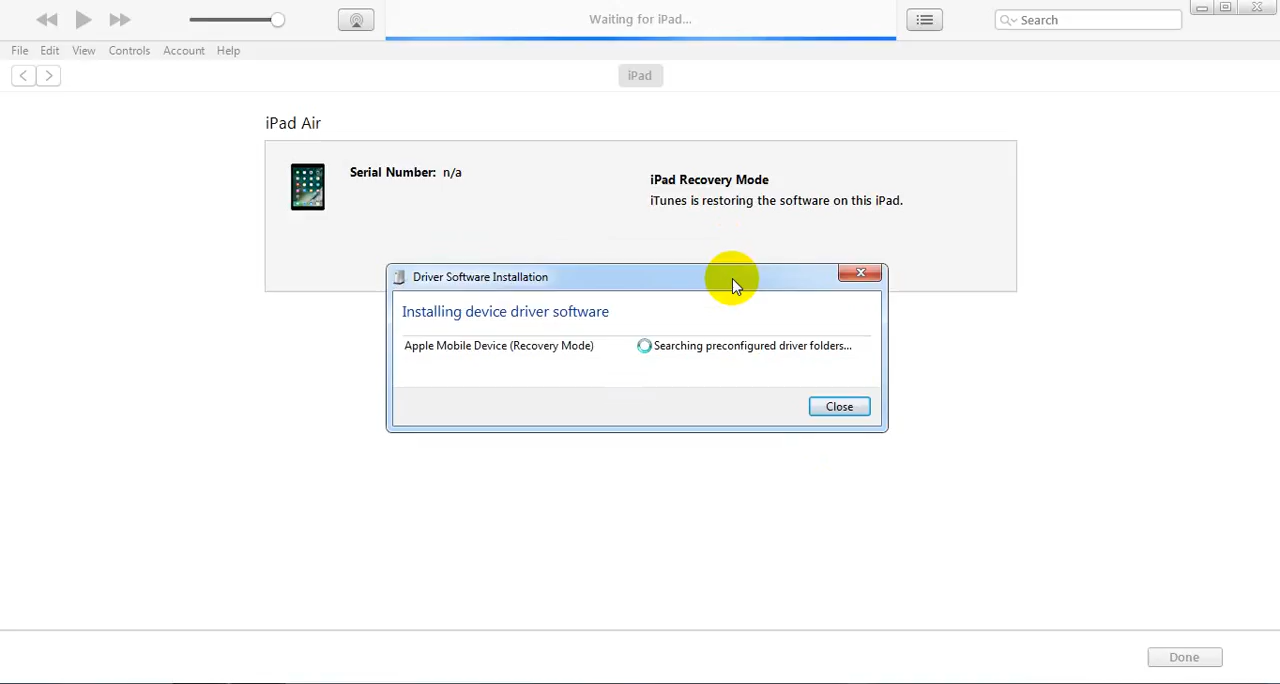 Waiting for iPad...
Search
File Edit View Controls Account Help
iPad
iPad Air
Serial Number: n/a
iPad Recovery Mode
iTunes is restoring the software on this iPad.
Driver Software Installation
Installing device driver software
Apple Mobile Device (Recovery Mode) Searching preconfigured driver folders...
Close
Done